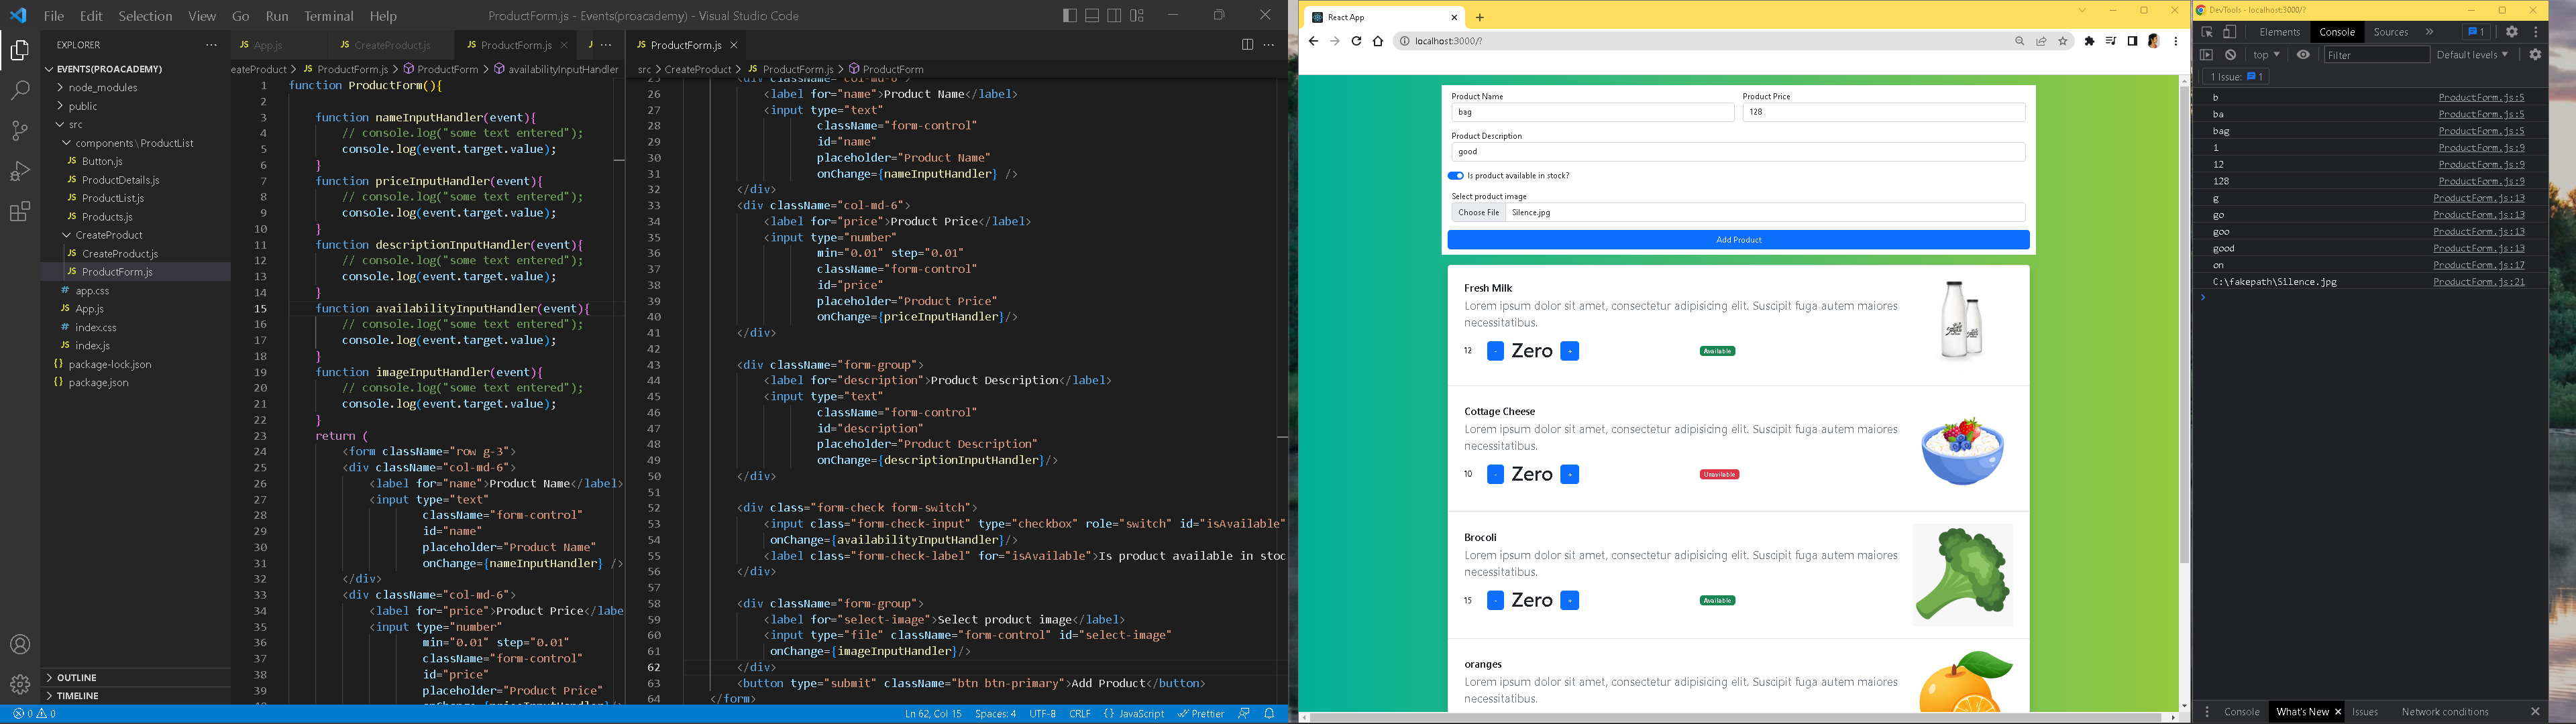 File Edit Selection View Go Run Terminal Help
ProductForm.js - Events(proacademy) - Visual Studio Code
EXPLORER
EVENTS(PROACADEMY)
node_modules
public
src
components\ProductList
Button.js
ProductDetails.js
ProductList.js
Products.js
CreateProduct
CreateProduct.js
ProductForm.js
app.css
App.js
index.css
index.js
package-lock.json
package.json
OUTLINE
TIMELINE
App.js CreateProduct.js ProductForm.js
eateProduct > ProductForm.js > ProductForm > availabilityInputHandler
1 function ProductForm(){
2
3 function nameInputHandler(event){
4 // console.log("some text entered");
5 console.log(event.target.value);
6 }
7 function priceInputHandler(event){
8 // console.log("some text entered");
9 console.log(event.target.value);
10 }
11 function descriptionInputHandler(event){
12 // console.log("some text entered");
13 console.log(event.target.value);
14 }
15 function availabilityInputHandler(event){
16 // console.log("some text entered");
17 console.log(event.target.value);
18 }
19 function imageInputHandler(event){
20 // console.log("some text entered");
21 console.log(event.target.value);
22 }
23 return (
24 <form className="row g-3">
25 <div className="col-md-6">
26 <label for="name">Product Name</label>
27 <input type="text"
28 className="form-control"
29 id="name"
30 placeholder="Product Name"
31 onChange={nameInputHandler} />
32 </div>
33 <div className="col-md-6">
34 <label for="price">Product Price</labe
35 <input type="number"
36 min="0.01" step="0.01"
37 className="form-control"
38 id="price"
39 placeholder="Product Price"
ProductForm.js
src > CreateProduct > ProductForm.js > ProductForm
25 <div className="col-md-6">
26 <label for="name">Product Name</label>
27 <input type="text"
28 className="form-control"
29 id="name"
30 placeholder="Product Name"
31 onChange={nameInputHandler} />
32 </div>
33 <div className="col-md-6">
34 <label for="price">Product Price</label>
35 <input type="number"
36 min="0.01" step="0.01"
37 className="form-control"
38 id="price"
39 placeholder="Product Price"
40 onChange={priceInputHandler}/>
41 </div>
42
43 <div className="form-group">
44 <label for="description">Product Description</label>
45 <input type="text"
46 className="form-control"
47 id="description"
48 placeholder="Product Description"
49 onChange={descriptionInputHandler}/>
50 </div>
51
52 <div class="form-check form-switch">
53 <input class="form-check-input" type="checkbox" role="switch" id="isAvailable"
54 onChange={availabilityInputHandler}/>
55 <label class="form-check-label" for="isAvailable">Is product available in stoc
56 </div>
57
58 <div className="form-group">
59 <label for="select-image">Select product image</label>
60 <input type="file" className="form-control" id="select-image"
61 onChange={imageInputHandler}/>
62 </div>
63 <button type="submit" className="btn btn-primary">Add Product</button>
64 </form>
0 0
Ln 62, Col 15 Spaces: 4 UTF-8 CRLF {} JavaScript Prettier
React App
localhost:3000/?
Product Name
bag
Product Price
128
Product Description
good
Is product available in stock?
Select product image
Choose File Silence.jpg
Add Product
Fresh Milk
Lorem ipsum dolor sit amet, consectetur adipisicing elit. Suscipit fuga autem maiores
necessitatibus.
12 - Zero + Available
Cottage Cheese
Lorem ipsum dolor sit amet, consectetur adipisicing elit. Suscipit fuga autem maiores
necessitatibus.
10 - Zero + Unavilable
Brocoli
Lorem ipsum dolor sit amet, consectetur adipisicing elit. Suscipit fuga autem maiores
necessitatibus.
15 - Zero + Available
oranges
Lorem ipsum dolor sit amet, consectetur adipisicing elit. Suscipit fuga autem maiores
necessitatibus.
DevTools - localhost:3000/?
Elements Console Sources » 1
top Filter Default levels
1 Issue: 1
b ProductForm.js:5
ba ProductForm.js:5
bag ProductForm.js:5
1 ProductForm.js:9
12 ProductForm.js:9
128 ProductForm.js:9
g ProductForm.js:13
go ProductForm.js:13
goo ProductForm.js:13
good ProductForm.js:13
on ProductForm.js:17
C:\fakepath\Silence.jpg ProductForm.js:21
Console What's New Issues Network conditions